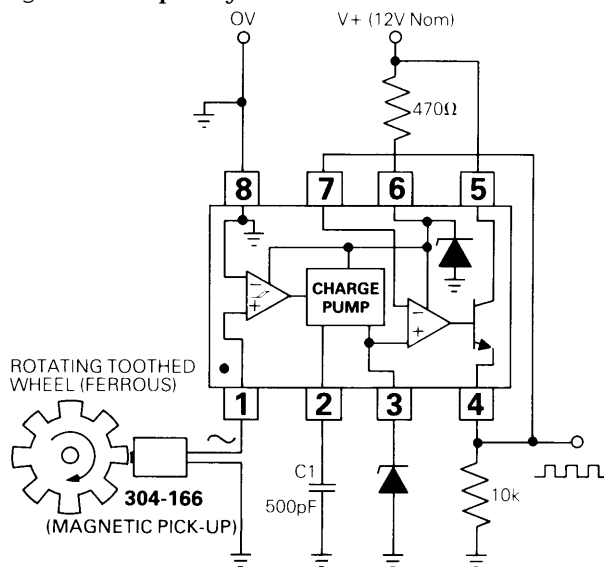 OV
V+ (12V Nom)
470Ω
8
7
6
5
−
+
CHARGE
PUMP
−
+
ROTATING TOOTHED
WHEEL (FERROUS)
1
2
3
4
304-166
(MAGNETIC PICK-UP)
C1
500pF
10k